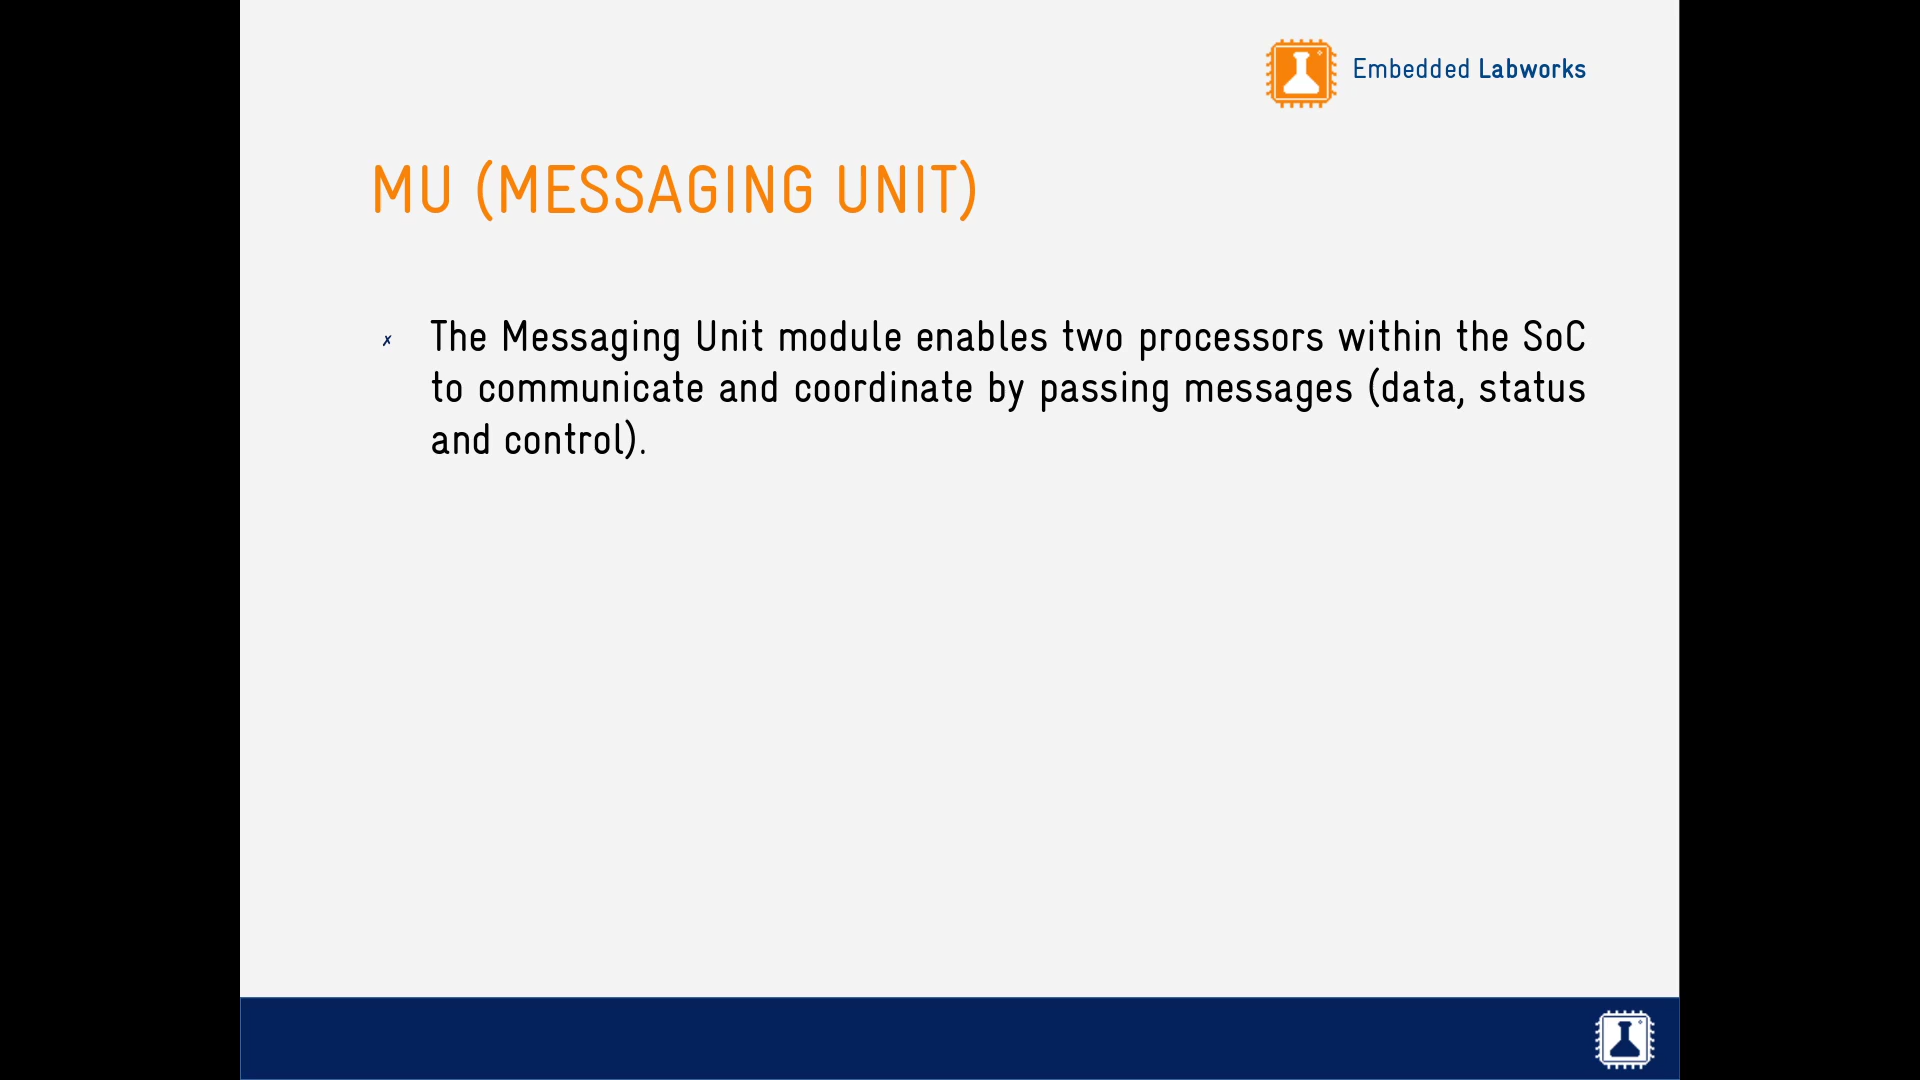 Embedded Labworks
MU (MESSAGING UNIT)
✗ The Messaging Unit module enables two processors within the SoC
to communicate and coordinate by passing messages (data, status
and control).